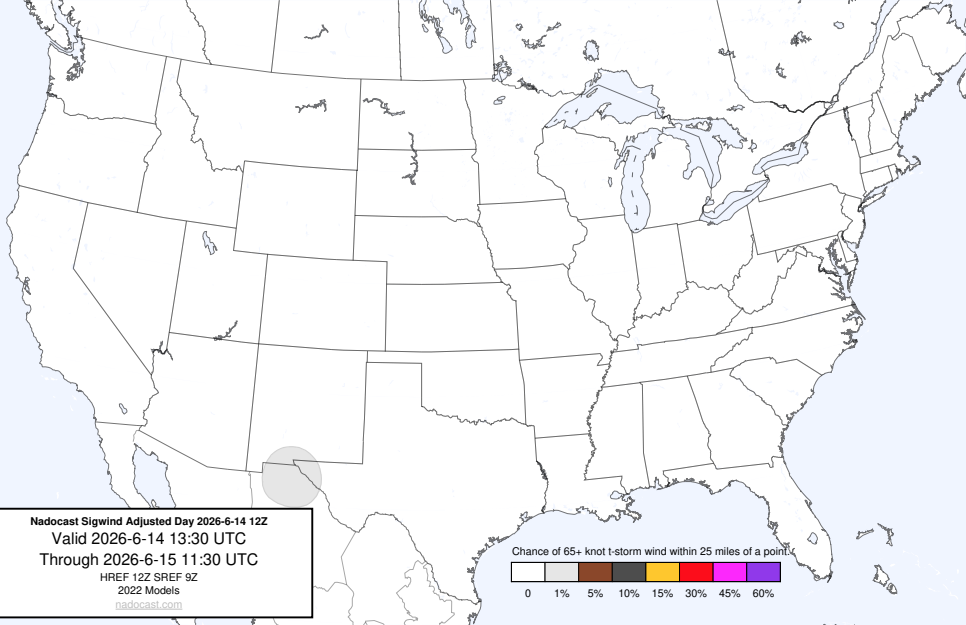 Nadocast Sigwind Adjusted Day 2026-6-14 12Z
Valid 2026-6-14 13:30 UTC
Through 2026-6-15 11:30 UTC
HREF 12Z SREF 9Z
2022 Models
nadocast.com
Chance of 65+ knot t-storm wind within 25 miles of a point.
0 1% 5% 10% 15% 30% 45% 60%